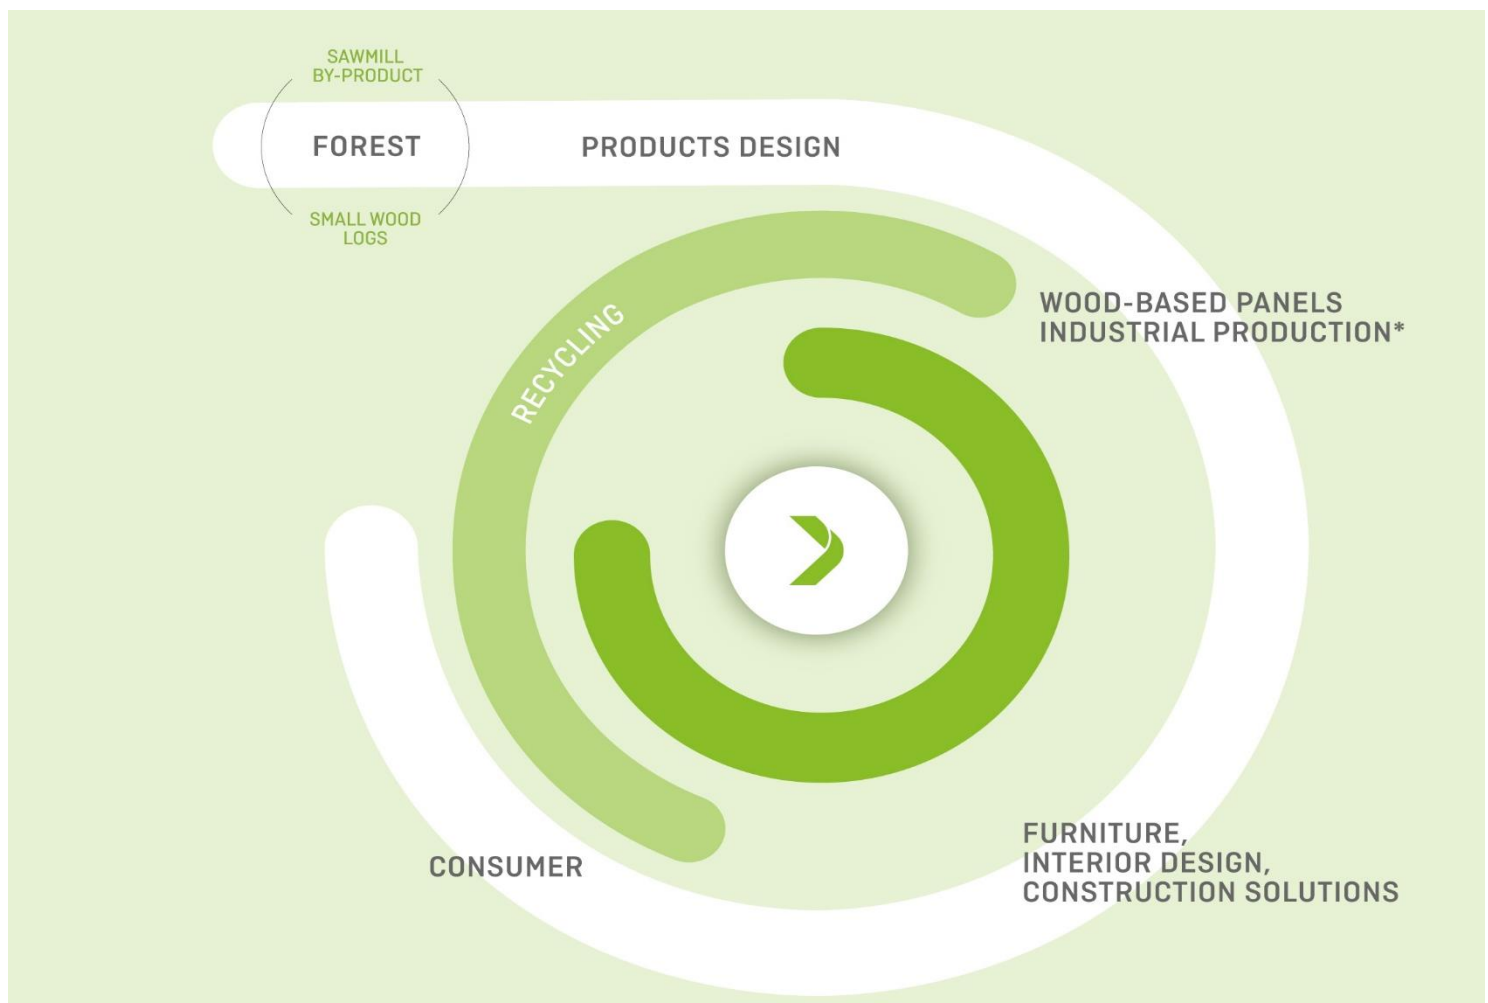 SAWMILL
BY-PRODUCT
FOREST
PRODUCTS DESIGN
SMALL WOOD
LOGS
WOOD-BASED PANELS
INDUSTRIAL PRODUCTION*
RECYCLING
FURNITURE,
INTERIOR DESIGN,
CONSTRUCTION SOLUTIONS
CONSUMER